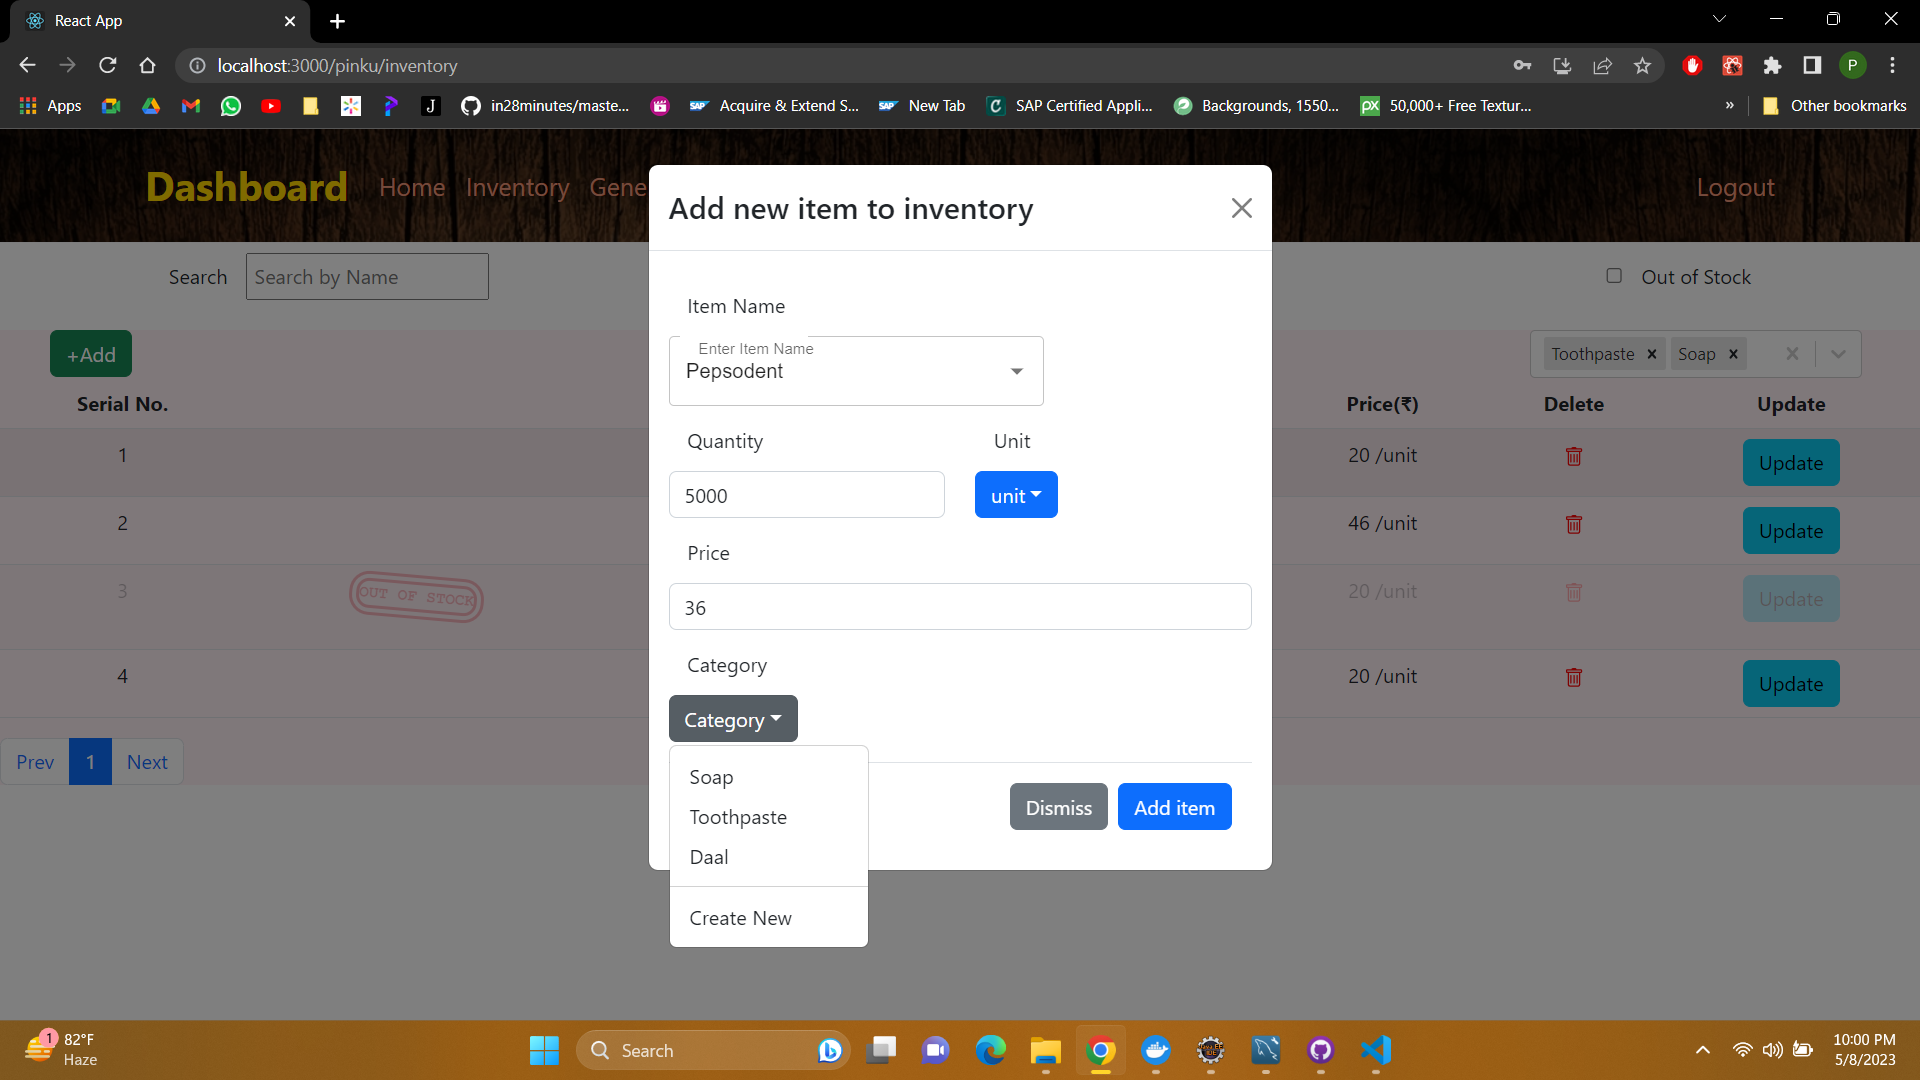 React App
localhost:3000/pinku/inventory
P
Apps
J
in28minutes/maste...
SAP Acquire & Extend S...
SAP New Tab
C SAP Certified Appli...
Backgrounds, 1550...
px 50,000+ Free Textur...
» Other bookmarks
Dashboard Home Inventory Gene
Logout
Add new item to inventory
Search Search by Name
Out of Stock
Item Name
Enter Item Name
Pepsodent
+Add
Toothpaste × Soap ×
Serial No. Price(₹) Delete Update
Quantity Unit
1 20 /unit Update
5000 unit
2 46 /unit Update
Price
3 OUT OF STOCK 20 /unit Update
36
Category
4 20 /unit Update
Category
Prev 1 Next
Soap
Toothpaste
Daal
Create New
Dismiss Add item
1 82°F
Haze
Search
10:00 PM
5/8/2023